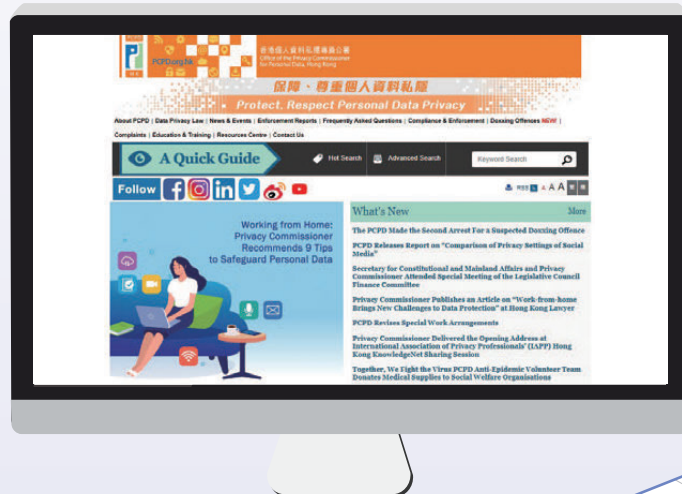 PCPD.org.hk
香港個人資料私隱專員公署
Office of the Privacy Commissioner
for Personal Data, Hong Kong
保障、尊重個人資料私隱
Protect, Respect Personal Data Privacy
About PCPD | Data Privacy Law | News & Events | Enforcement Reports | Frequently Asked Questions | Compliance & Enforcement | Doxxing Offences NEW! |
Complaints | Education & Training | Resources Centre | Contact Us
A Quick Guide
Hot Search
Advanced Search
Keyword Search
Follow
RSS
A A A
Working from Home:
Privacy Commissioner
Recommends 9 Tips
to Safeguard Personal Data
What's New
More
The PCPD Made the Second Arrest For a Suspected Doxxing Offence
PCPD Releases Report on "Comparison of Privacy Settings of Social
Media"
Secretary for Constitutional and Mainland Affairs and Privacy
Commissioner Attended Special Meeting of the Legislative Council
Finance Committee
Privacy Commissioner Publishes an Article on "Work-from-home
Brings New Challenges to Data Protection" at Hong Kong Lawyer
PCPD Revises Special Work Arrangements
Privacy Commissioner Delivered the Opening Address at
International Association of Privacy Professionals' (IAPP) Hong
Kong KnowledgeNet Sharing Session
Together, We Fight the Virus PCPD Anti-Epidemic Volunteer Team
Donates Medical Supplies to Social Welfare Organisations